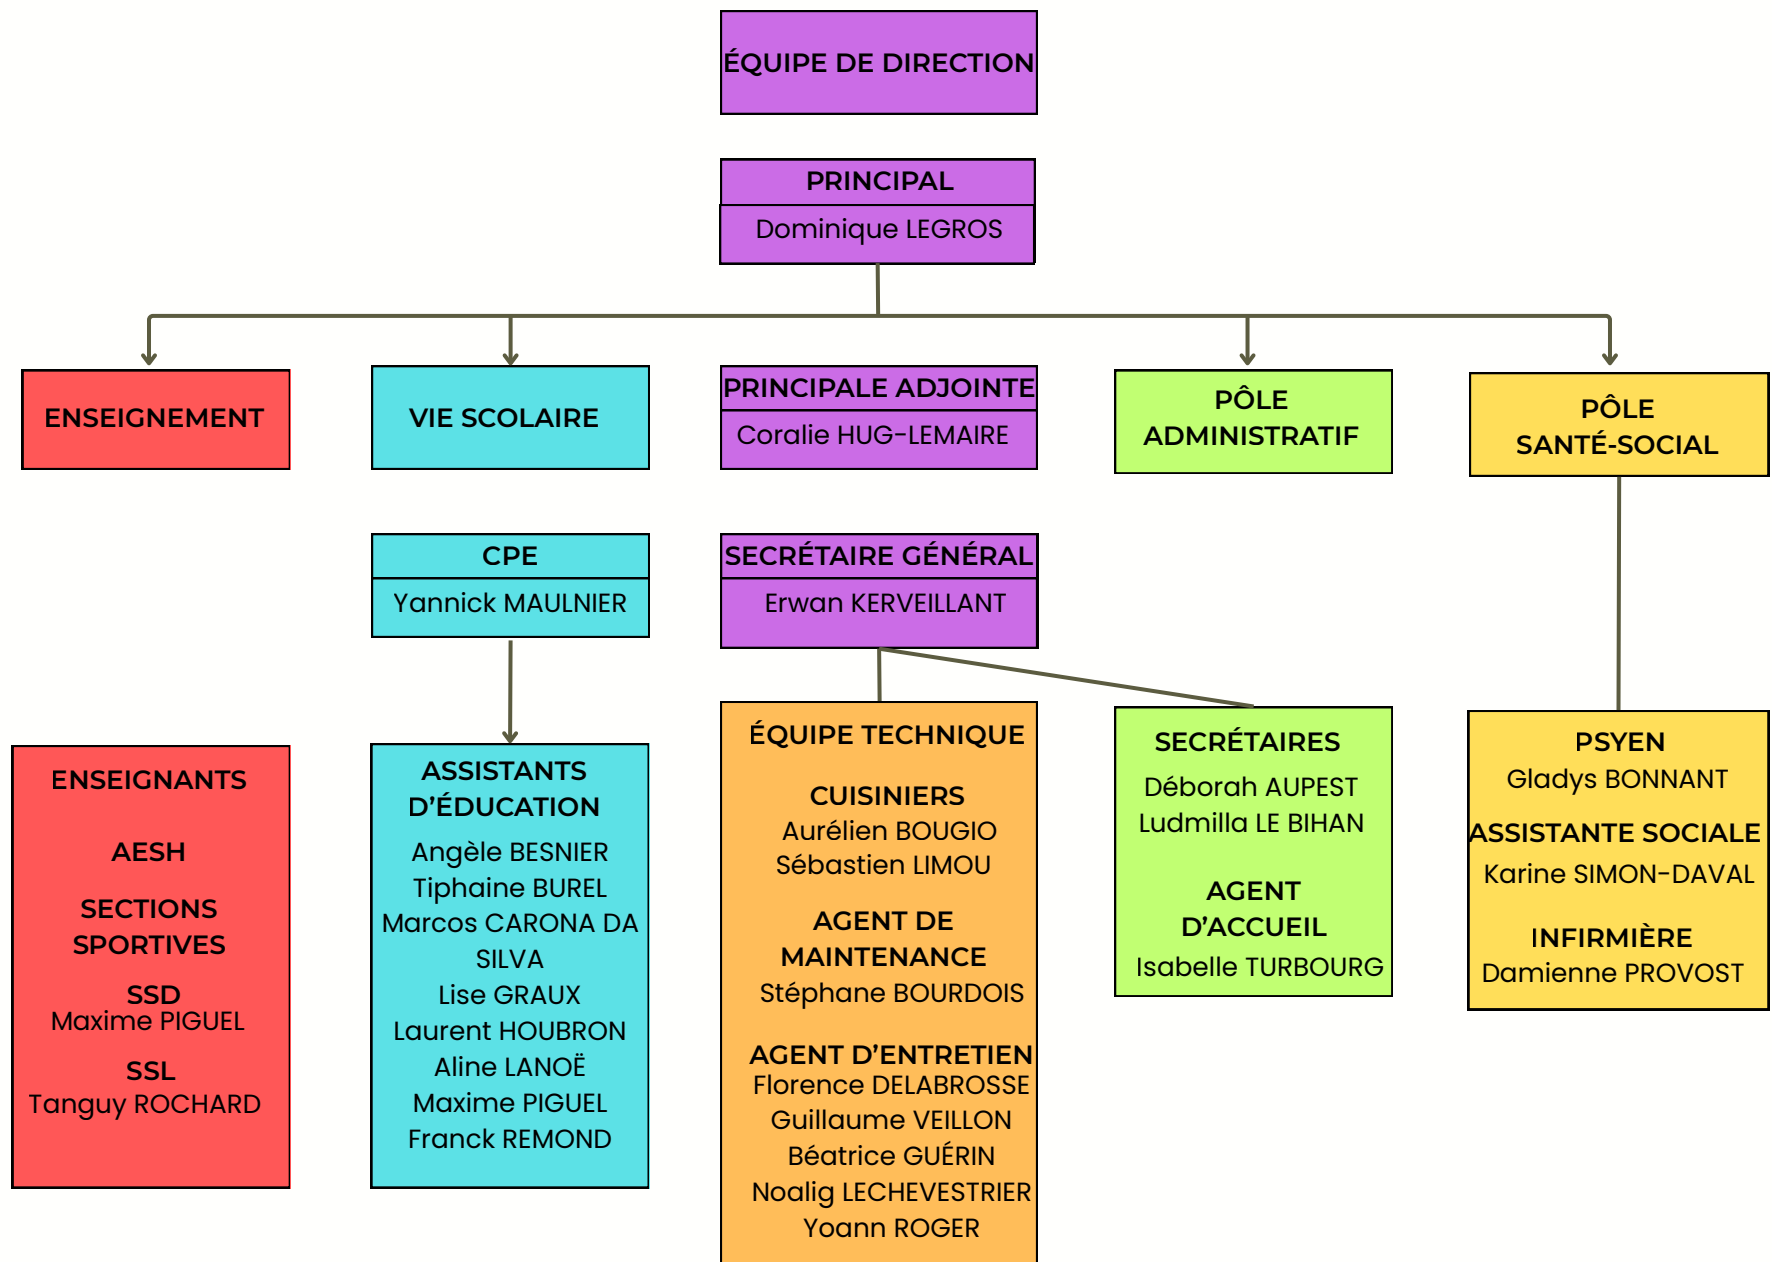 ÉQUIPE DE DIRECTION
PRINCIPAL
Dominique LEGROS
ENSEIGNEMENT
VIE SCOLAIRE
PRINCIPALE ADJOINTE
Coralie HUG-LEMAIRE
PÔLE
ADMINISTRATIF
PÔLE
SANTÉ-SOCIAL
CPE
Yannick MAULNIER
SECRÉTAIRE GÉNÉRAL
Erwan KERVEILLANT
ENSEIGNANTS
AESH
SECTIONS
SPORTIVES
SSD
Maxime PIGUEL
SSL
Tanguy ROCHARD
ASSISTANTS
D'ÉDUCATION
Angèle BESNIER
Tiphaine BUREL
Marcos CARONA DA
SILVA
Lise GRAUX
Laurent HOUBRON
Aline LANOË
Maxime PIGUEL
Franck REMOND
ÉQUIPE TECHNIQUE
CUISINIERS
Aurélien BOUGIO
Sébastien LIMOU
AGENT DE
MAINTENANCE
Stéphane BOURDOIS
AGENT D'ENTRETIEN
Florence DELABROSSE
Guillaume VEILLON
Béatrice GUÉRIN
Noalig LECHEVESTRIER
Yoann ROGER
SECRÉTAIRES
Déborah AUPEST
Ludmilla LE BIHAN
AGENT
D'ACCUEIL
Isabelle TURBOURG
PSYEN
Gladys BONNANT
ASSISTANTE SOCIALE
Karine SIMON-DAVAL
INFIRMIÈRE
Damienne PROVOST